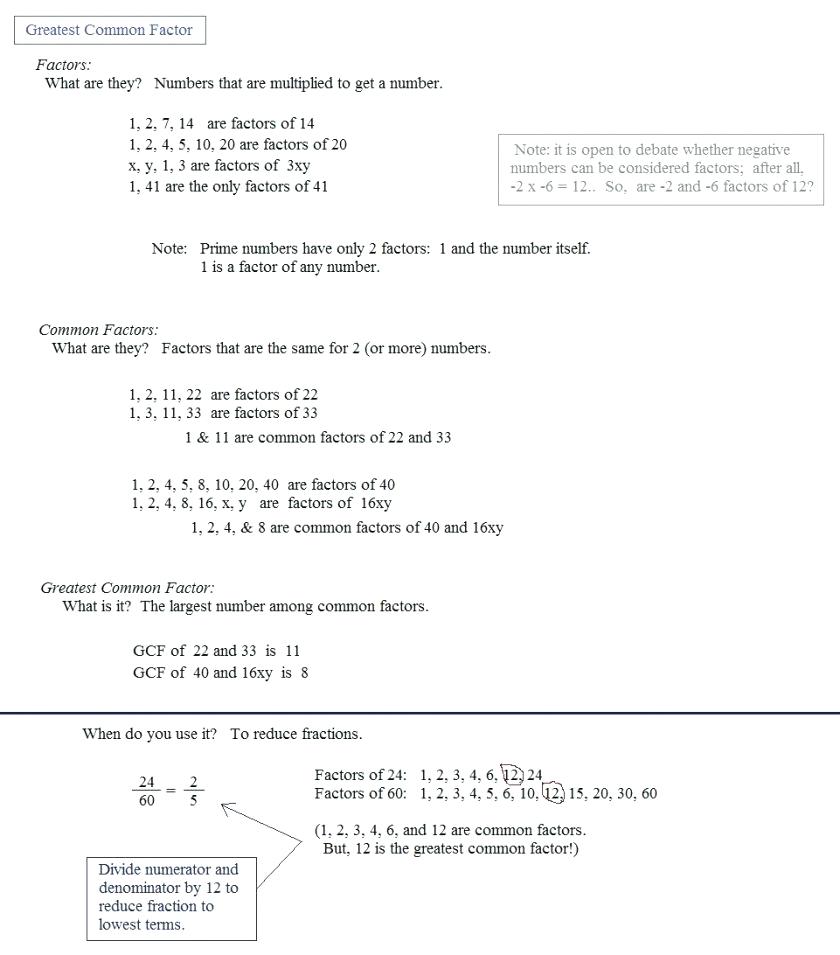 Greatest Common Factor
Factors:
What are they? Numbers that are multiplied to get a number.
1, 2, 7, 14 are factors of 14
1, 2, 4, 5, 10, 20 are factors of 20
x, y, 1, 3 are factors of 3xy
1, 41 are the only factors of 41
Note: it is open to debate whether negative
numbers can be considered factors; after all,
-2 x -6 = 12.. So, are -2 and -6 factors of 12?
Note: Prime numbers have only 2 factors: 1 and the number itself.
1 is a factor of any number.
Common Factors:
What are they? Factors that are the same for 2 (or more) numbers.
1, 2, 11, 22 are factors of 22
1, 3, 11, 33 are factors of 33
1 & 11 are common factors of 22 and 33
1, 2, 4, 5, 8, 10, 20, 40 are factors of 40
1, 2, 4, 8, 16, x, y are factors of 16xy
1, 2, 4, & 8 are common factors of 40 and 16xy
Greatest Common Factor:
What is it? The largest number among common factors.
GCF of 22 and 33 is 11
GCF of 40 and 16xy is 8
When do you use it? To reduce fractions.
24/60 = 2/5
Factors of 24: 1, 2, 3, 4, 6, 12, 24
Factors of 60: 1, 2, 3, 4, 5, 6, 10, 12, 15, 20, 30, 60
(1, 2, 3, 4, 6, and 12 are common factors.
But, 12 is the greatest common factor!)
Divide numerator and
denominator by 12 to
reduce fraction to
lowest terms.